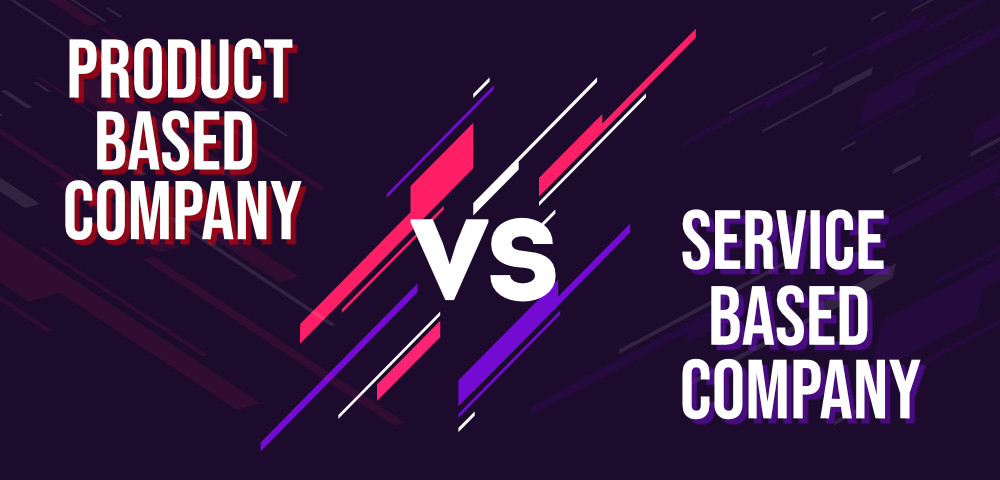 PRODUCT
BASED
COMPANY
VS
SERVICE
BASED
COMPANY